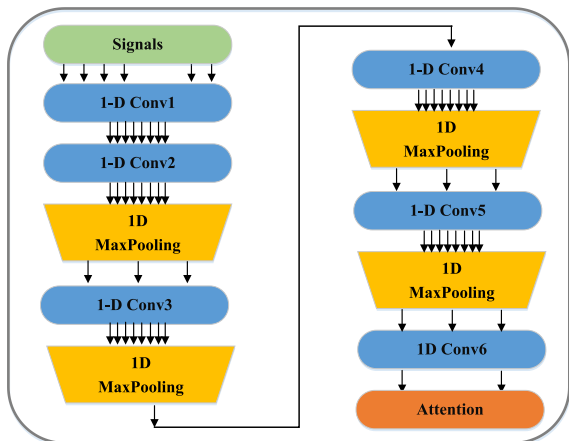 Signals
1-D Conv1
1-D Conv2
1D
MaxPooling
1-D Conv3
1D
MaxPooling
1-D Conv4
1D
MaxPooling
1-D Conv5
1D
MaxPooling
1D Conv6
Attention